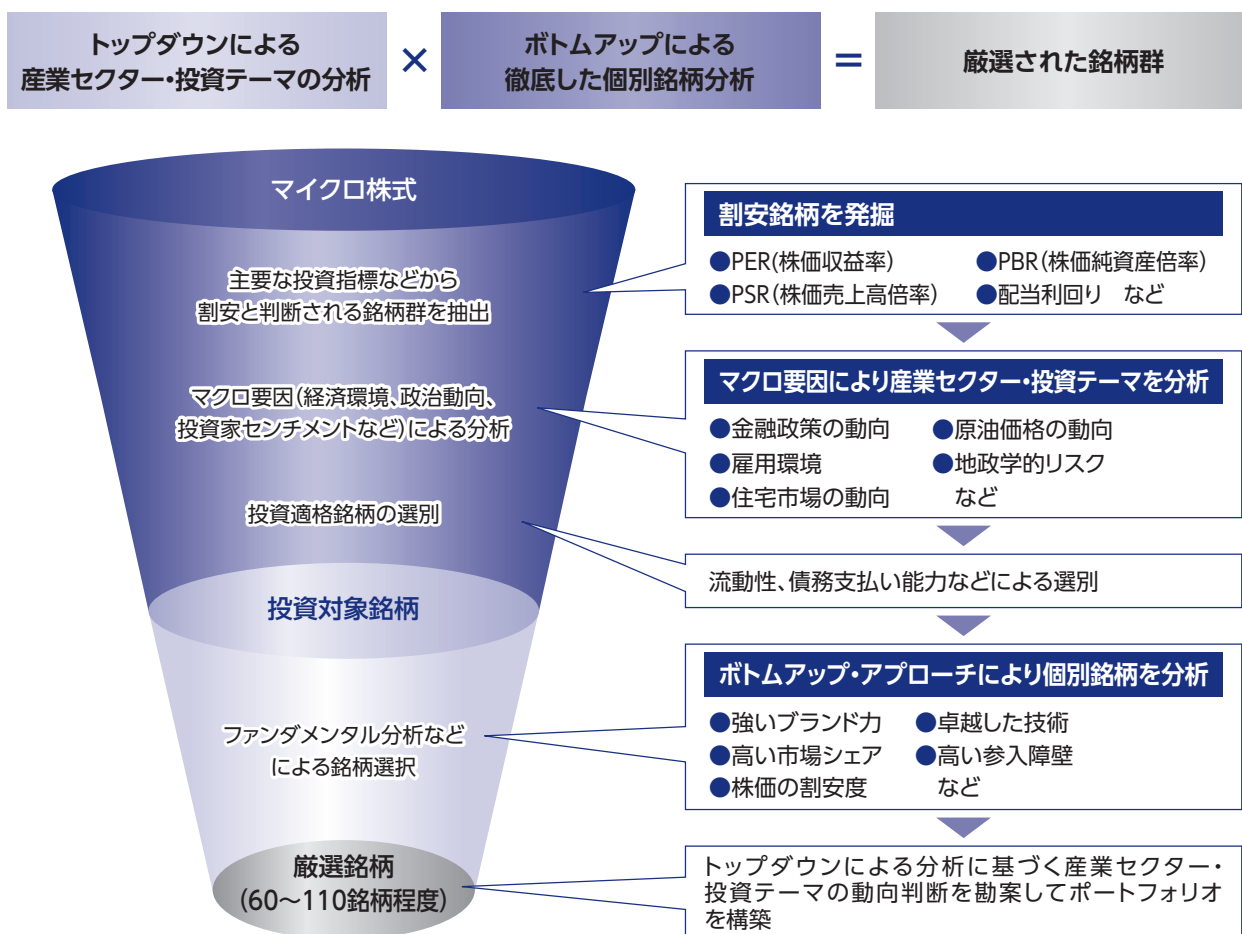 トップダウンによる
産業セクター・投資テーマの分析
×
ボトムアップによる
徹底した個別銘柄分析
=
厳選された銘柄群
マイクロ株式
主要な投資指標などから
割安と判断される銘柄群を抽出
マクロ要因(経済環境、政治動向、
投資家センチメントなど)による分析
投資適格銘柄の選別
投資対象銘柄
ファンダメンタル分析など
による銘柄選択
厳選銘柄
(60～110銘柄程度)
割安銘柄を発掘
●PER(株価収益率) ●PBR(株価純資産倍率)
●PSR(株価売上高倍率) ●配当利回り など
マクロ要因により産業セクター・投資テーマを分析
●金融政策の動向 ●原油価格の動向
●雇用環境 ●地政学的リスク
●住宅市場の動向 など
流動性、債務支払い能力などによる選別
ボトムアップ・アプローチにより個別銘柄を分析
●強いブランド力 ●卓越した技術
●高い市場シェア ●高い参入障壁
●株価の割安度 など
トップダウンによる分析に基づく産業セクター・
投資テーマの動向判断を勘案してポートフォリオ
を構築